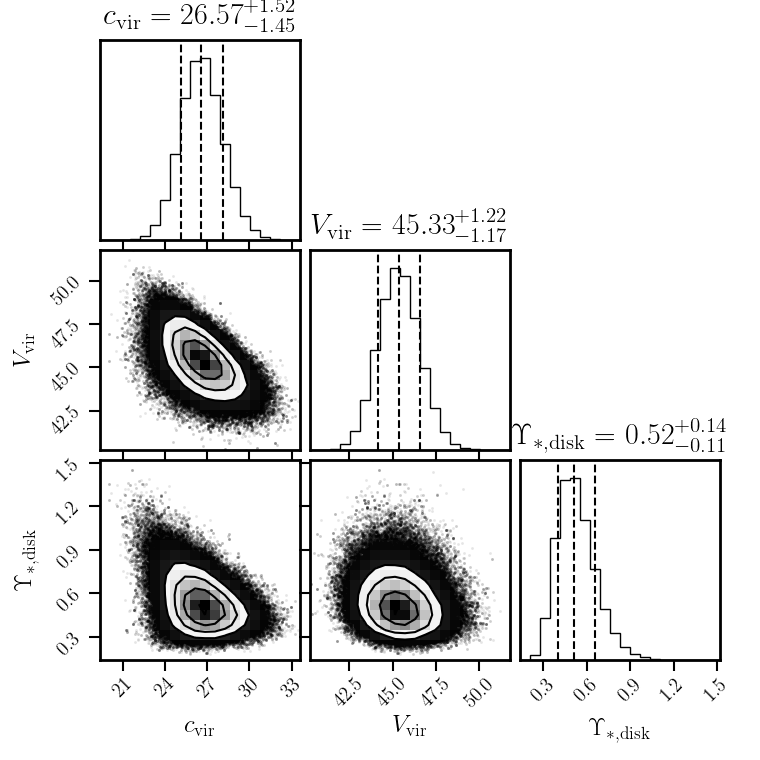 c_vir = 26.57^{+1.52}_{-1.45}
V_vir = 45.33^{+1.22}_{-1.17}
50.0
47.5
45.0
42.5
V_vir
Υ_{*,disk} = 0.52^{+0.14}_{-0.11}
1.5
1.2
0.9
0.6
0.3
Υ_{*,disk}
21 24 27 30 33
42.5 45.0 47.5 50.0
0.3 0.6 0.9 1.2 1.5
c_vir
V_vir
Υ_{*,disk}